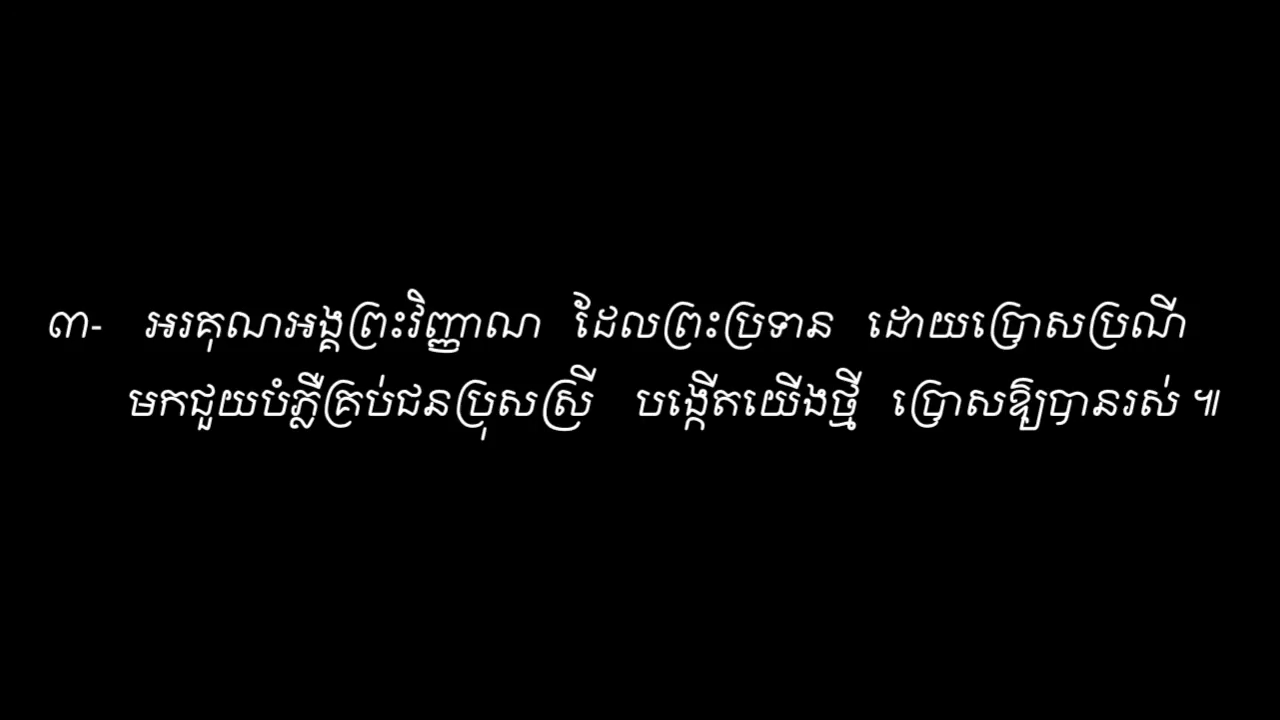 ៣- អរគុណអង្គព្រះវិញ្ញាណ ដែលព្រះប្រទាន ដោយប្រោសប្រណី
មកជួយបំភ្លឺគ្រប់ជនប្រុសស្រី បង្កើតយើងថ្មី ប្រោសឱ្យបានរស់ ៕